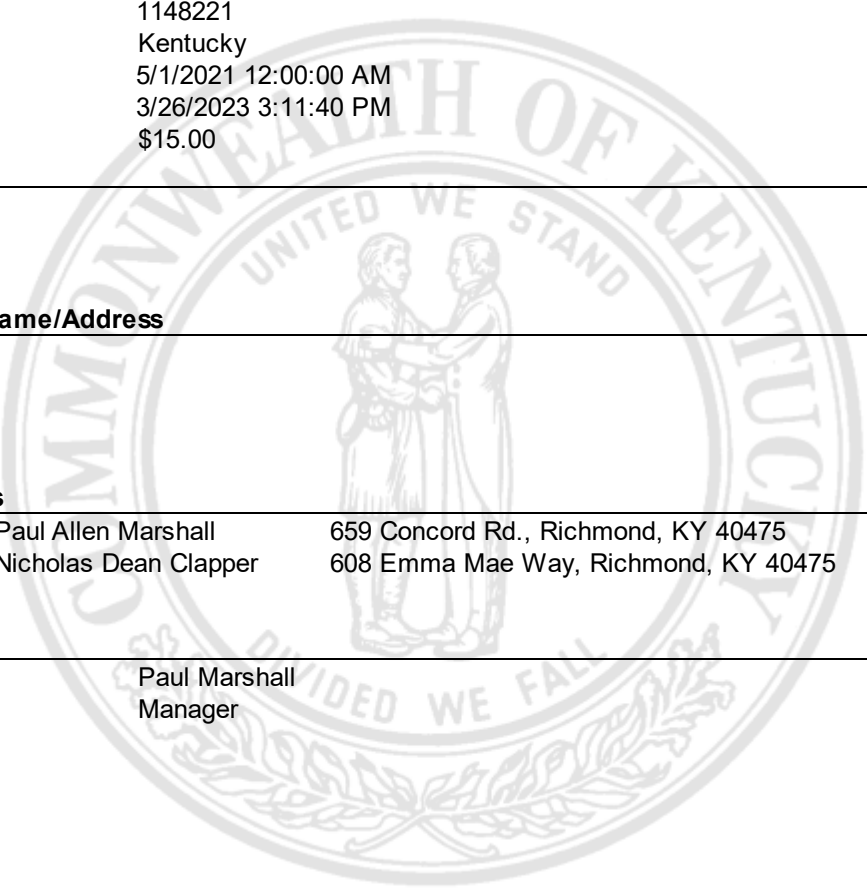 1148221
Kentucky
5/1/2021 12:00:00 AM
3/26/2023 3:11:40 PM
$15.00
COMMONWEALTH OF KENTUCKY
UNITED WE STAND
ame/Address
s
Paul Allen Marshall 659 Concord Rd., Richmond, KY 40475
Nicholas Dean Clapper 608 Emma Mae Way, Richmond, KY 40475
DIVIDED WE FALL
Paul Marshall
Manager